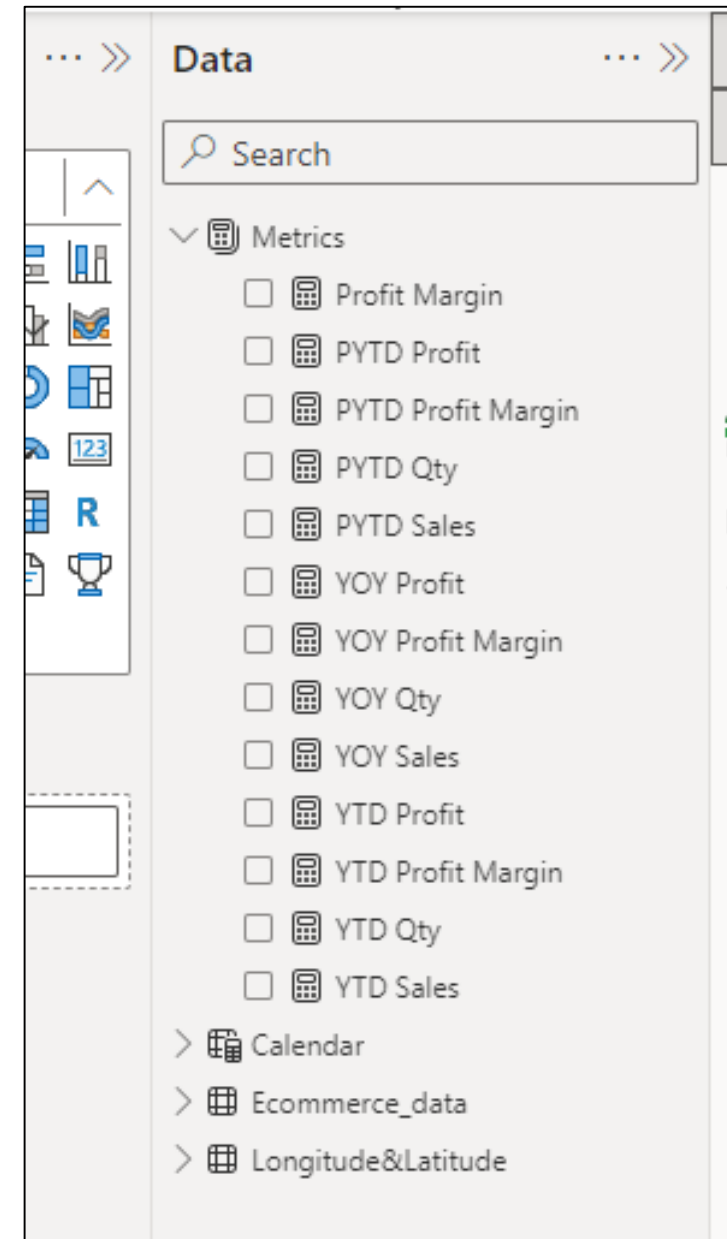 Data
Search
Metrics
Profit Margin
PYTD Profit
PYTD Profit Margin
PYTD Qty
PYTD Sales
YOY Profit
YOY Profit Margin
YOY Qty
YOY Sales
YTD Profit
YTD Profit Margin
YTD Qty
YTD Sales
Calendar
Ecommerce_data
Longitude&Latitude
123
R